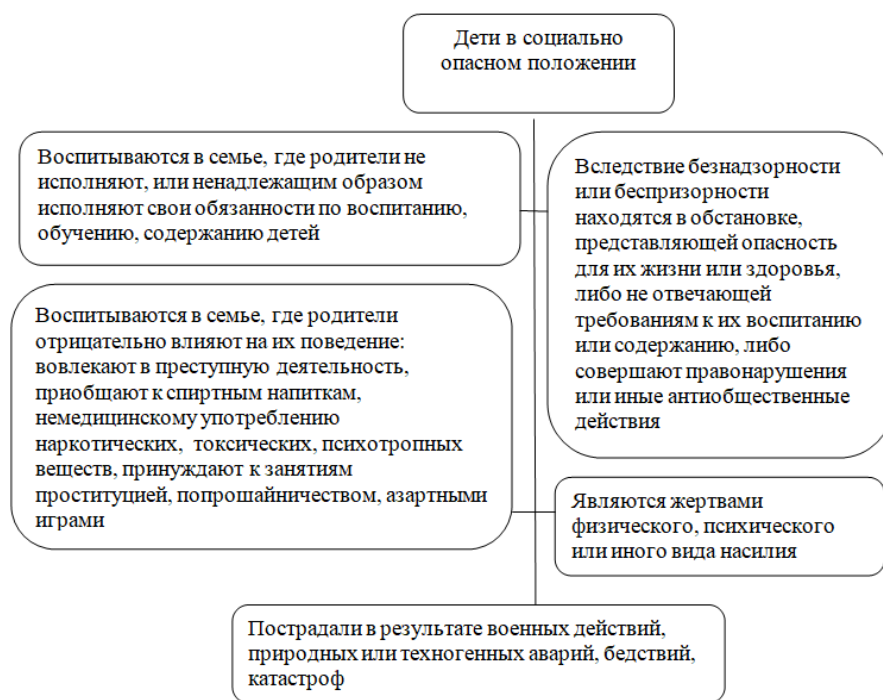 Дети в социально
опасном положении
Воспитываются в семье, где родители не
исполняют, или ненадлежащим образом
исполняют свои обязанности по воспитанию,
обучению, содержанию детей
Вследствие безнадзорности
или беспризорности
находятся в обстановке,
представляющей опасность
для их жизни или здоровья,
либо не отвечающей
требованиям к их воспитанию
или содержанию, либо
совершают правонарушения
или иные антиобщественные
действия
Воспитываются в семье, где родители
отрицательно влияют на их поведение:
вовлекают в преступную деятельность,
приобщают к спиртным напиткам,
немедицинскому употреблению
наркотических, токсических, психотропных
веществ, принуждают к занятиям
проституцией, попрошайничеством, азартными
играми
Являются жертвами
физического, психического
или иного вида насилия
Пострадали в результате военных действий,
природных или техногенных аварий, бедствий,
катастроф